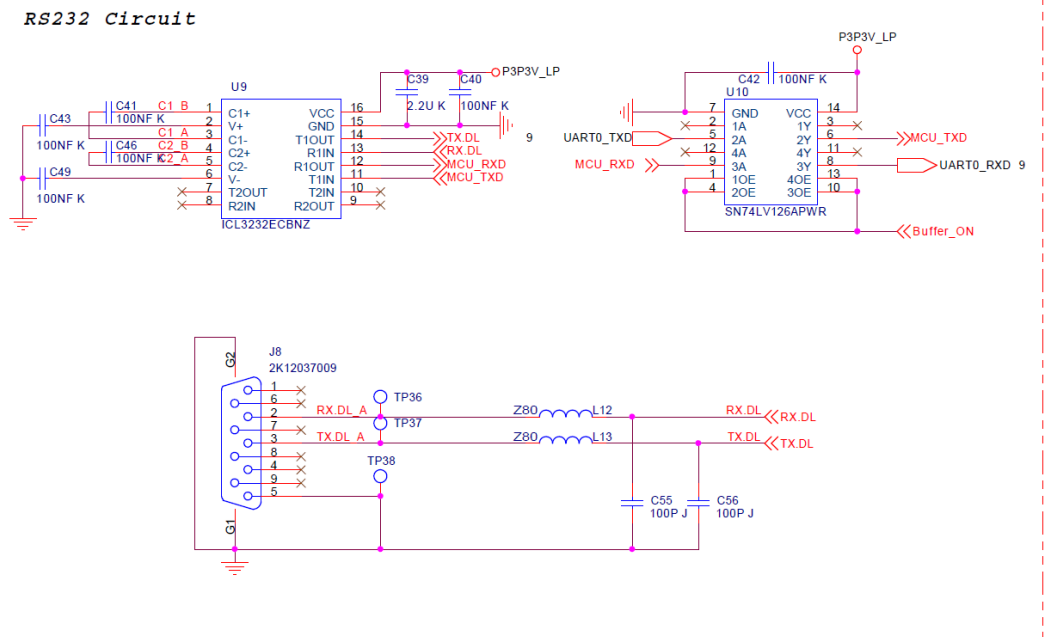 RS232 Circuit
P3P3V_LP
C39
2.2U K
C40
100NF K
U9
C41
100NF K
C43
100NF K
C46
100NF K
C49
100NF K
C1_B
C1_A
C2_B
C2_A
1 C1+ VCC 16
2 V+ GND 15
3 C1- T1OUT 14 TX.DL
4 C2+ R1IN 13 RX.DL
5 C2- R1OUT 12 MCU_RXD
6 V- T1IN 11 MCU_TXD
7 T2OUT T2IN 10
8 R2IN R2OUT 9
ICL3232ECBNZ
P3P3V_LP
C42 100NF K
U10
7 GND VCC 14
2 1A 1Y 3
9 UART0_TXD 5 2A 2Y 6 MCU_TXD
12 4A 4Y 11
MCU_RXD 9 3A 3Y 8 UART0_RXD 9
1 1OE 4OE 13
4 2OE 3OE 10
SN74LV126APWR
Buffer_ON
J8
2K12037009
G2
1
6
2 RX.DL_A
7
3 TX.DL_A
8
4
9
5
G1
TP36
TP37
TP38
Z80 L12 RX.DL RX.DL
Z80 L13 TX.DL TX.DL
C55
100P J
C56
100P J